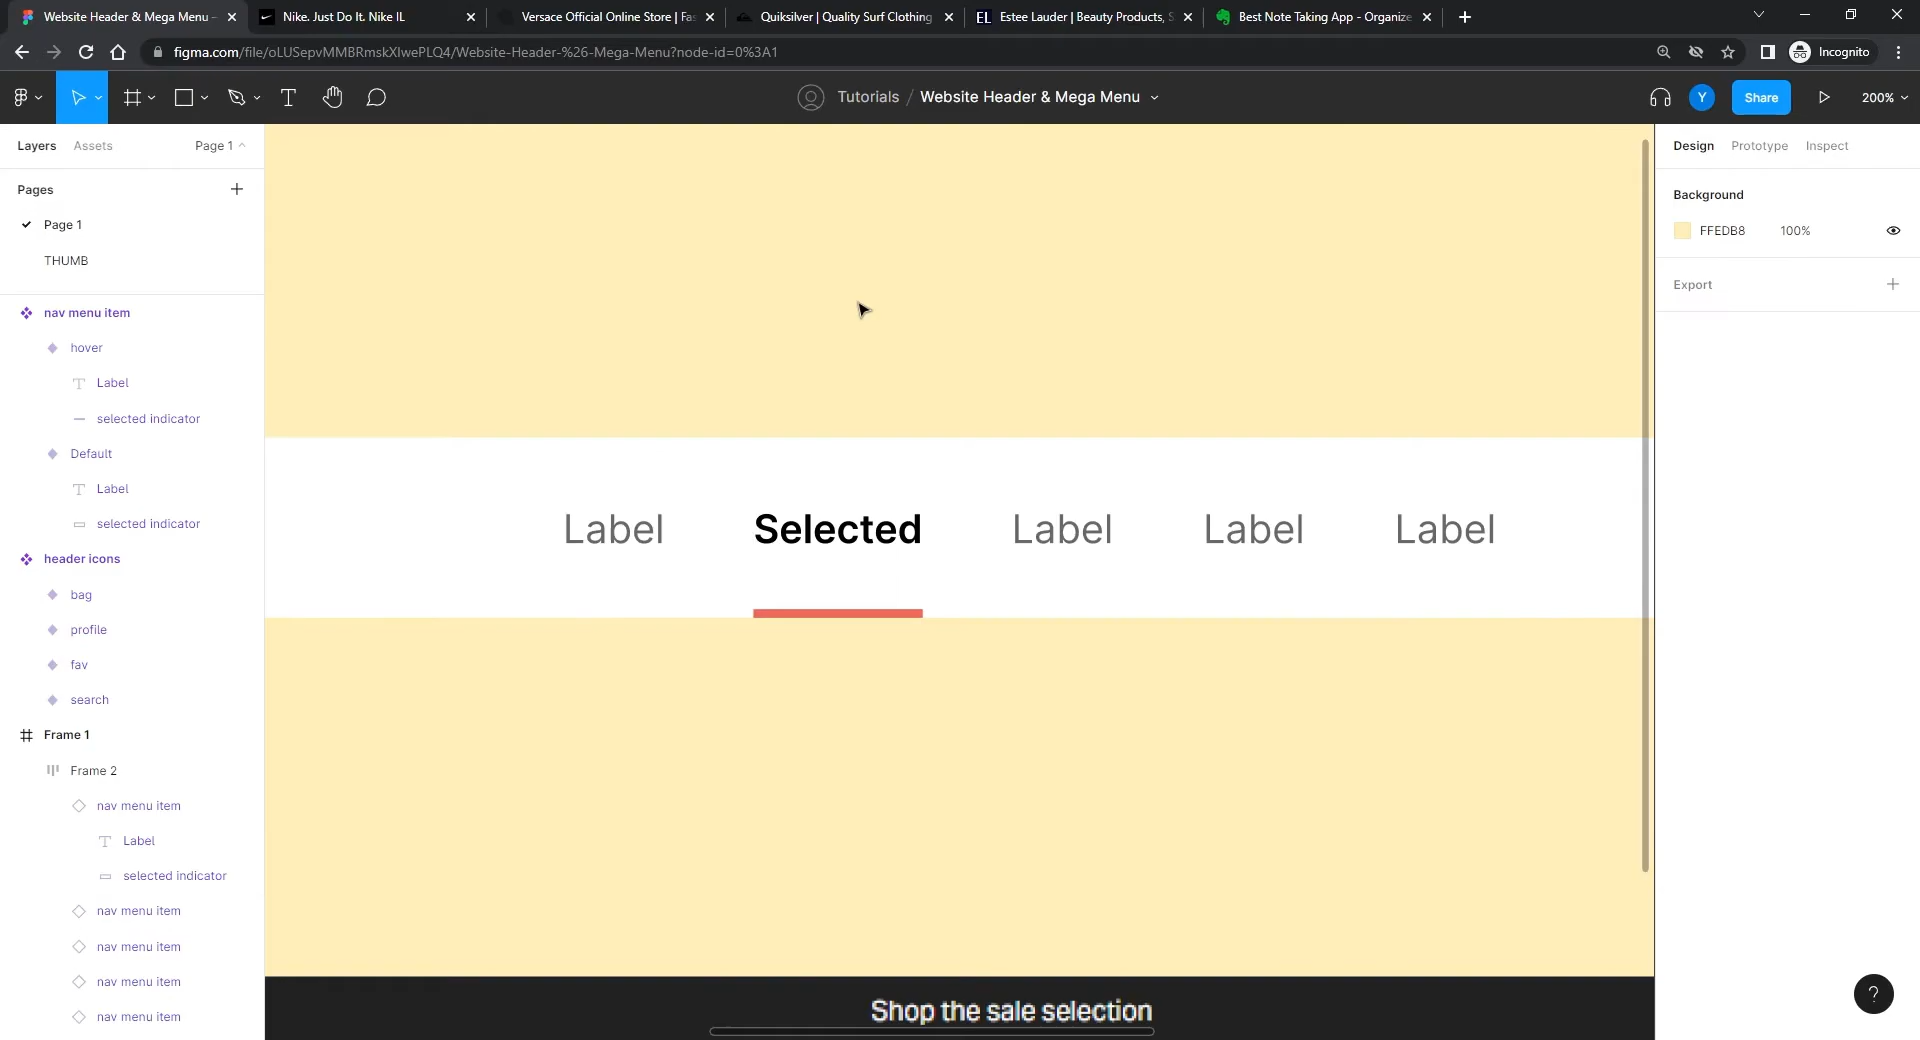 Website Header & Mega Menu –
Nike. Just Do It. Nike IL
Versace Official Online Store | Fas
Quiksilver | Quality Surf Clothing
EL Estee Lauder | Beauty Products, S
Best Note Taking App - Organize
figma.com/file/oLUSepvMMBRmskXlwePLQ4/Website-Header-%26-Mega-Menu?node-id=0%3A1
Incognito
Tutorials / Website Header & Mega Menu
Y
Share
200%
Layers
Assets
Page 1
Pages
Page 1
THUMB
nav menu item
hover
Label
selected indicator
Default
Label
selected indicator
header icons
bag
profile
fav
search
Frame 1
Frame 2
nav menu item
Label
selected indicator
nav menu item
nav menu item
nav menu item
nav menu item
Label Selected Label Label Label
Shop the sale selection
Design Prototype Inspect
Background
FFEDB8 100%
Export
?